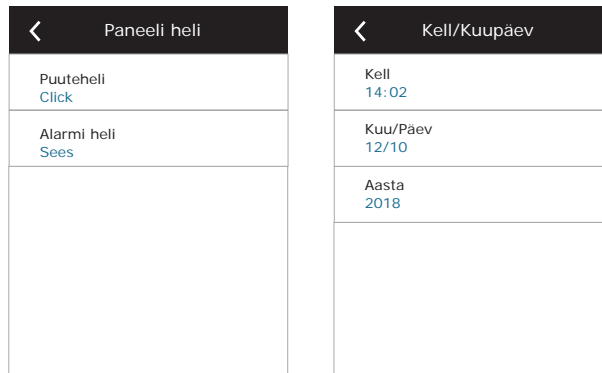 Paneeli heli
Puuteheli
Click
Alarmi heli
Sees
Kell/Kuupäev
Kell
14:02
Kuu/Päev
12/10
Aasta
2018